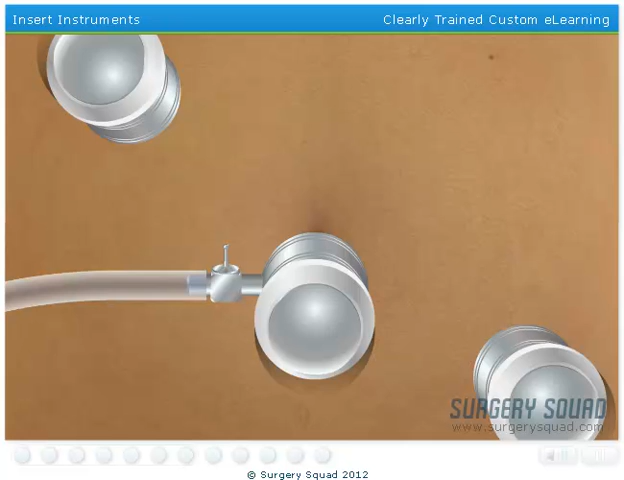 Insert Instruments
Clearly Trained Custom eLearning
SURGERY SQUAD
www.surgerysquad.com
© Surgery Squad 2012